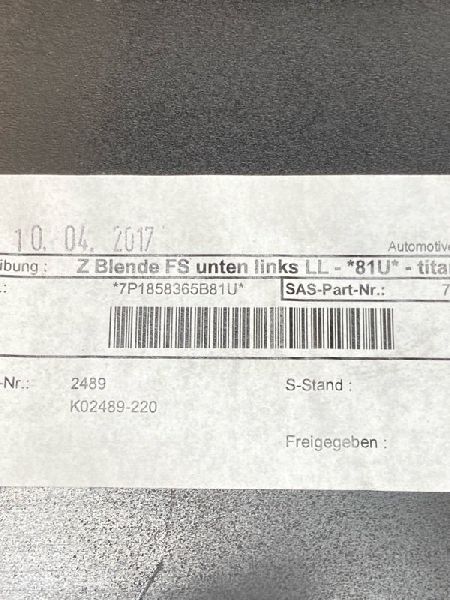 10. 04. 2017
Automotive
ibung : Z Blende FS unten links LL - *81U* - titan
.: *7P1858365B81U* SAS-Part-Nr.: 7
-Nr.: 2489 S-Stand :
K02489-220
Freigegeben :